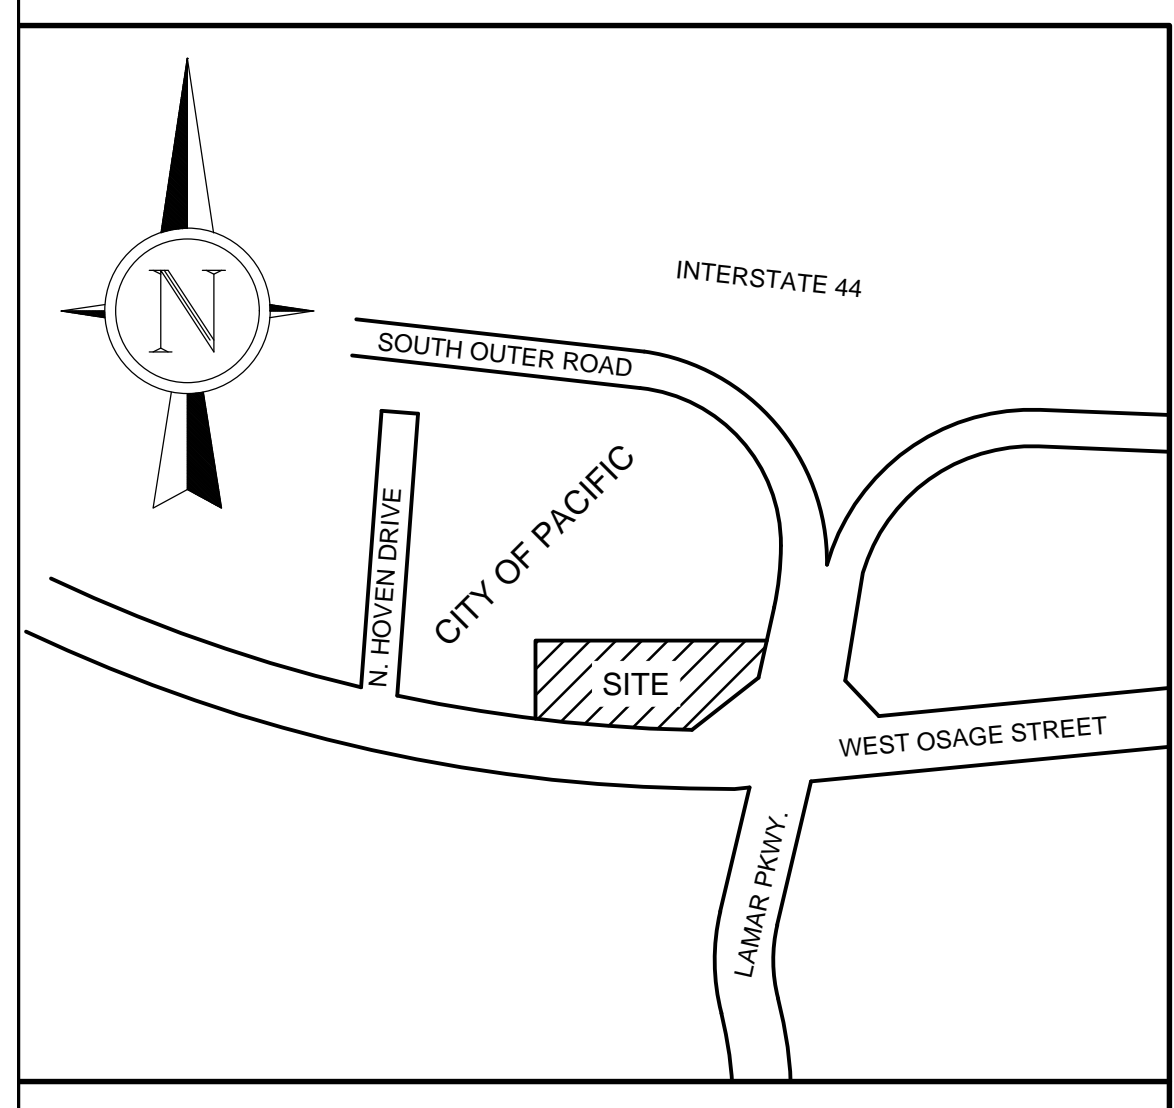 N
INTERSTATE 44
SOUTH OUTER ROAD
CITY OF PACIFIC
N. HOVEN DRIVE
SITE
WEST OSAGE STREET
LAMAR PKWY.